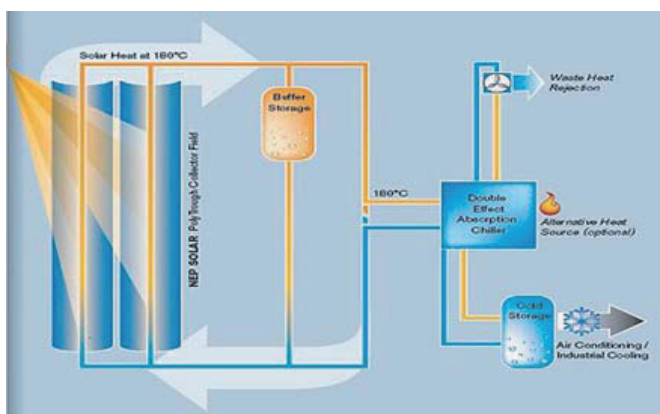 Solar Heat at 180°C
Buffer
Storage
NEP SOLAR PolyTrough Collector Field
180°C
Waste Heat
Rejection
Double
Effect
Absorption
Chiller
Alternative Heat
Source (optional)
Cold
Storage
Air Conditioning /
Industrial Cooling